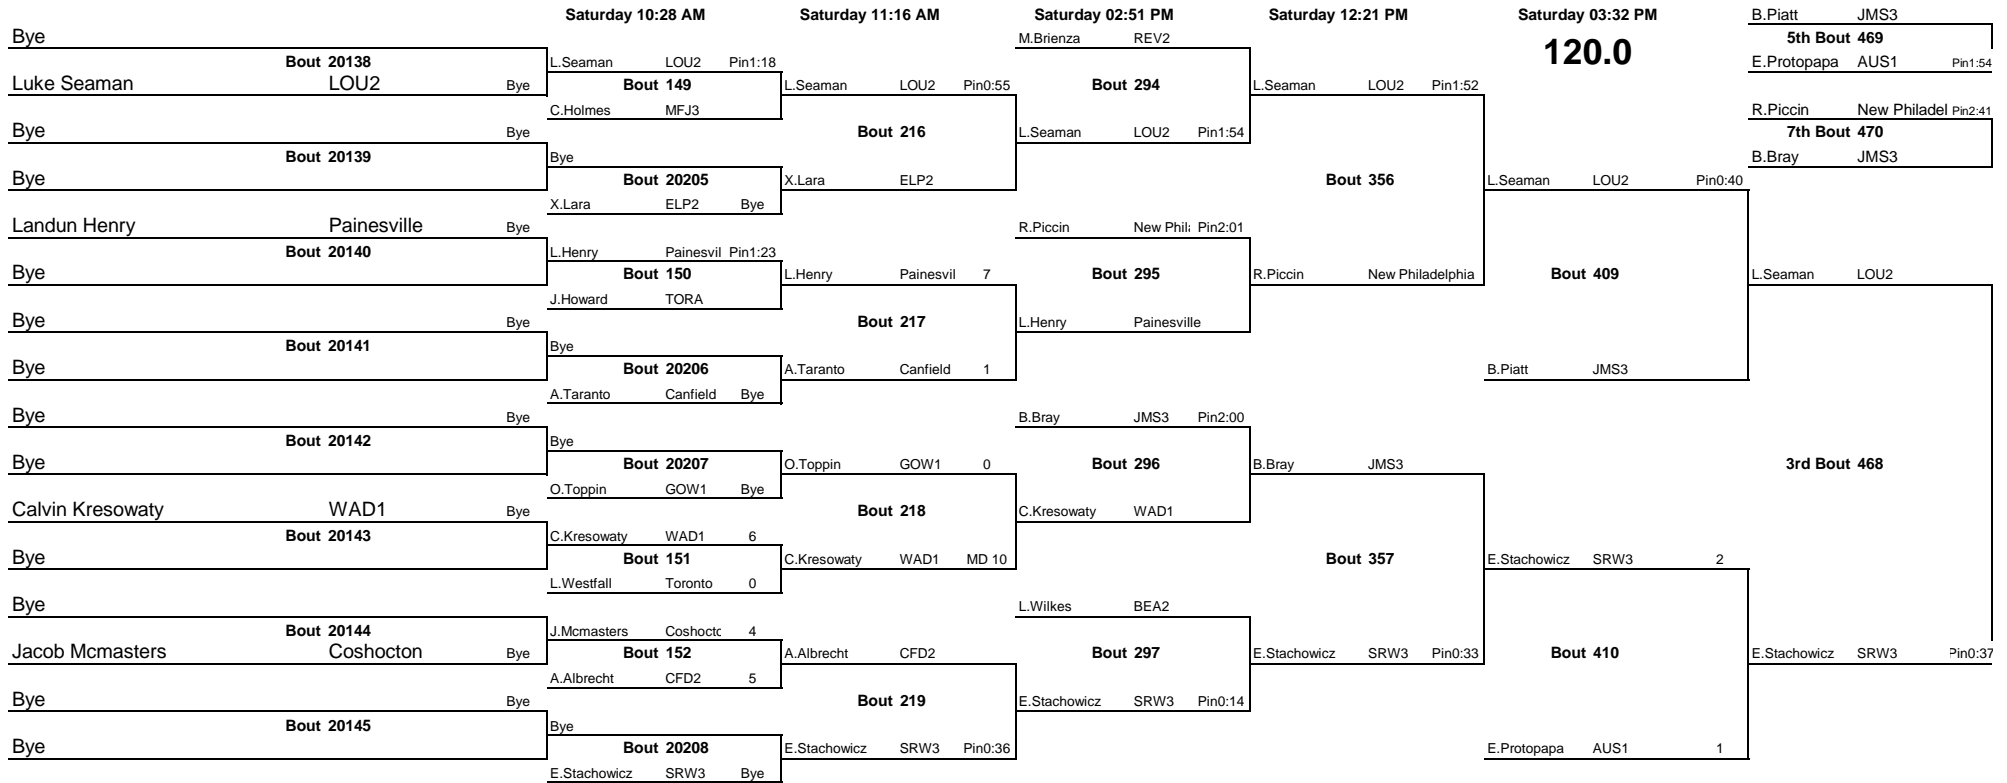 Saturday 10:28 AM Saturday 11:16 AM Saturday 02:51 PM Saturday 12:21 PM Saturday 03:32 PM
120.0
Bye
Bout 20138
Luke Seaman LOU2 Bye
Bye Bye
Bout 20139
Bye
Landun Henry Painesville Bye
Bout 20140
Bye
Bye Bye
Bout 20141
Bye
Bye Bye
Bout 20142
Bye
Calvin Kresowaty WAD1 Bye
Bout 20143
Bye
Bye
Bout 20144
Jacob Mcmasters Coshocton Bye
Bye Bye
Bout 20145
Bye
L.Seaman LOU2 Pin1:18
Bout 149
C.Holmes MFJ3
Bye
Bout 20205
X.Lara ELP2 Bye
L.Henry Painesvil Pin1:23
Bout 150
J.Howard TORA
Bye
Bout 20206
A.Taranto Canfield Bye
Bye
Bout 20207
O.Toppin GOW1 Bye
C.Kresowaty WAD1 6
Bout 151
L.Westfall Toronto 0
J.Mcmasters Coshoctc 4
Bout 152
A.Albrecht CFD2 5
Bye
Bout 20208
E.Stachowicz SRW3 Bye
L.Seaman LOU2 Pin0:55
Bout 216
X.Lara ELP2
L.Henry Painesvil 7
Bout 217
A.Taranto Canfield 1
O.Toppin GOW1 0
Bout 218
C.Kresowaty WAD1 MD 10
A.Albrecht CFD2
Bout 219
E.Stachowicz SRW3 Pin0:36
M.Brienza REV2
Bout 294
L.Seaman LOU2 Pin1:54
R.Piccin New Phil Pin2:01
Bout 295
L.Henry Painesville
B.Bray JMS3 Pin2:00
Bout 296
C.Kresowaty WAD1
L.Wilkes BEA2
Bout 297
E.Stachowicz SRW3 Pin0:14
L.Seaman LOU2 Pin1:52
Bout 356
R.Piccin New Philadelphia
B.Bray JMS3
Bout 357
E.Stachowicz SRW3 Pin0:33
L.Seaman LOU2 Pin0:40
Bout 409
B.Piatt JMS3
E.Stachowicz SRW3 2
Bout 410
E.Protopapa AUS1 1
B.Piatt JMS3
5th Bout 469
E.Protopapa AUS1 Pin1:54
R.Piccin New Philadel Pin2:41
7th Bout 470
B.Bray JMS3
L.Seaman LOU2
3rd Bout 468
E.Stachowicz SRW3 Pin0:37